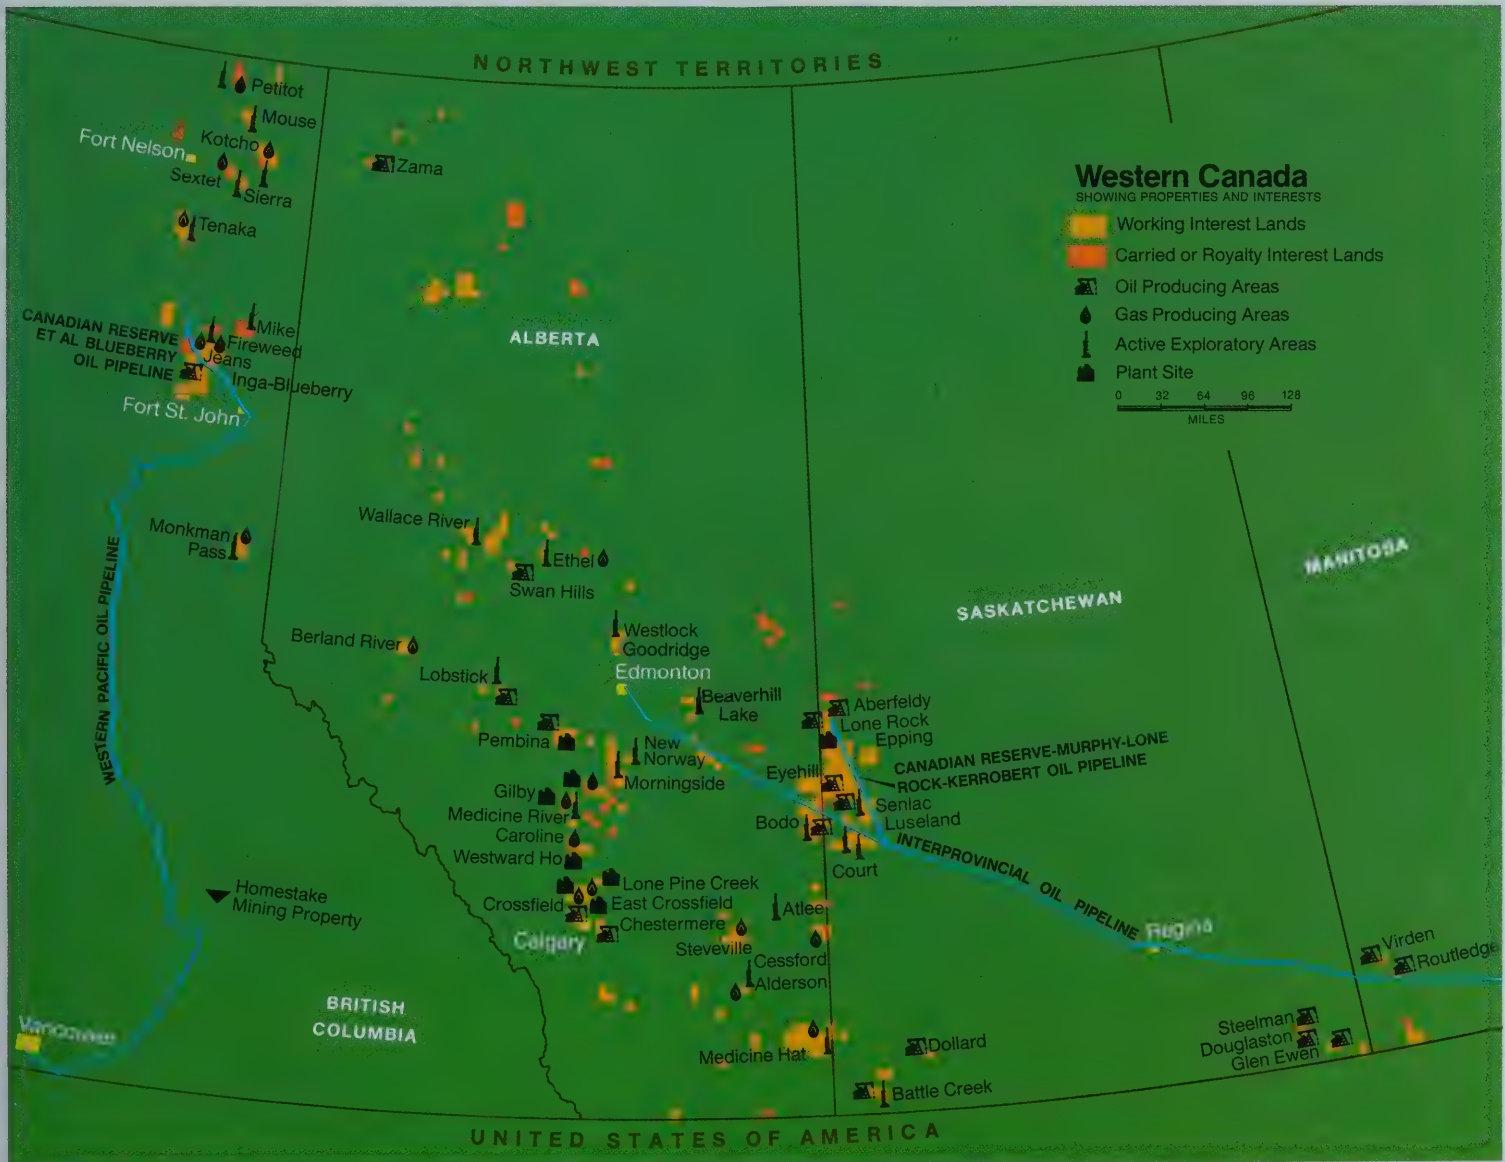 NORTHWEST TERRITORIES
Petitot
Mouse
Kotcho
Fort Nelson
Sextet
Sierra
Tenaka
Zama
Western Canada
SHOWING PROPERTIES AND INTERESTS
Working Interest Lands
Carried or Royalty Interest Lands
Oil Producing Areas
Gas Producing Areas
Active Exploratory Areas
Plant Site
0 32 64 96 128
MILES
ALBERTA
Mike
Fireweed
Jeans
Inga-Blueberry
CANADIAN RESERVE
ET AL BLUEBERRY
OIL PIPELINE
Fort St. John
Monkman
Pass
WESTERN PACIFIC OIL PIPELINE
Wallace River
Ethel
Swan Hills
Berland River
Westlock
Goodridge
Edmonton
Lobstick
Beaverhill
Lake
SASKATCHEWAN
MANITOBA
Aberfeldy
Lone Rock
Epping
CANADIAN RESERVE-MURPHY-LONE
ROCK-KERROBERT OIL PIPELINE
Pembina
New
Norway
Morningside
Eyehill
Gilby
Medicine River
Caroline
Westward Ho
Senlac
Luseland
Bodo
Court
INTERPROVINCIAL OIL PIPELINE
Lone Pine Creek
East Crossfield
Crossfield
Chestermere
Calgary
Atlee
Steveville
Cessford
Alderson
Regina
Virden
Routledge
Homestake
Mining Property
BRITISH
COLUMBIA
Vancouver
Medicine Hat
Dollard
Battle Creek
Steelman
Douglaston
Glen Ewen
UNITED STATES OF AMERICA